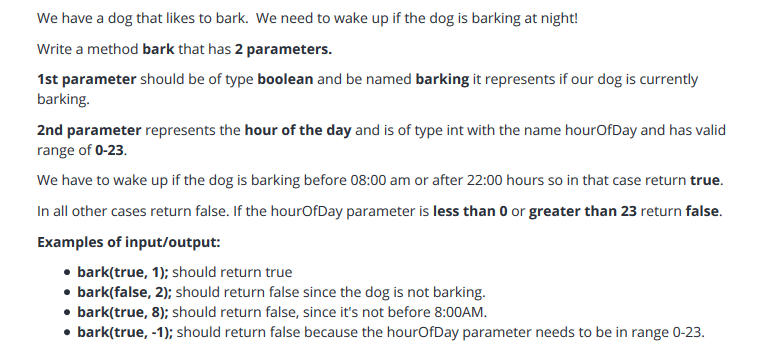 We have a dog that likes to bark.  We need to wake up if the dog is barking at night!
Write a method bark that has 2 parameters.
1st parameter should be of type boolean and be named barking it represents if our dog is currently
barking.
2nd parameter represents the hour of the day and is of type int with the name hourOfDay and has valid
range of 0-23.
We have to wake up if the dog is barking before 08:00 am or after 22:00 hours so in that case return true.
In all other cases return false. If the hourOfDay parameter is less than 0 or greater than 23 return false.
Examples of input/output:
• bark(true, 1); should return true
• bark(false, 2); should return false since the dog is not barking.
• bark(true, 8); should return false, since it's not before 8:00AM.
• bark(true, -1); should return false because the hourOfDay parameter needs to be in range 0-23.